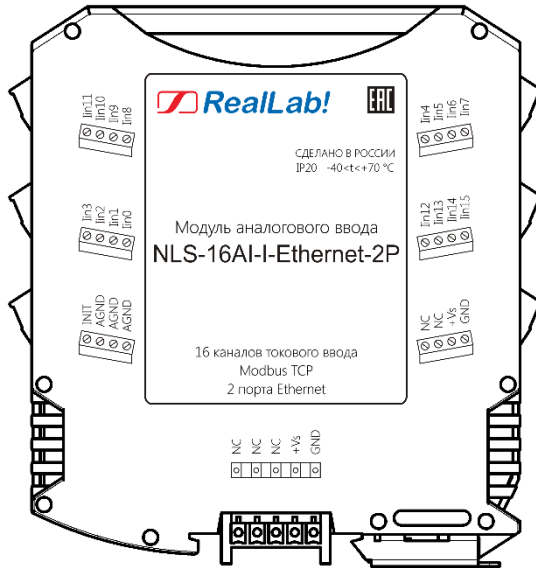 Iin11
Iin10
Iin9
Iin8
RealLab!
EAC
Iin4
Iin5
Iin6
Iin7
СДЕЛАНО В РОССИИ
IP20 -40<t<+70 °C
Iin3
Iin2
Iin1
Iin0
Модуль аналогового ввода
NLS-16AI-I-Ethernet-2P
Iin12
Iin13
Iin14
Iin15
INIT
AGND
AGND
AGND
16 каналов токового ввода
Modbus TCP
2 порта Ethernet
NC
NC
+Vs
GND
NC
NC
NC
+Vs
GND